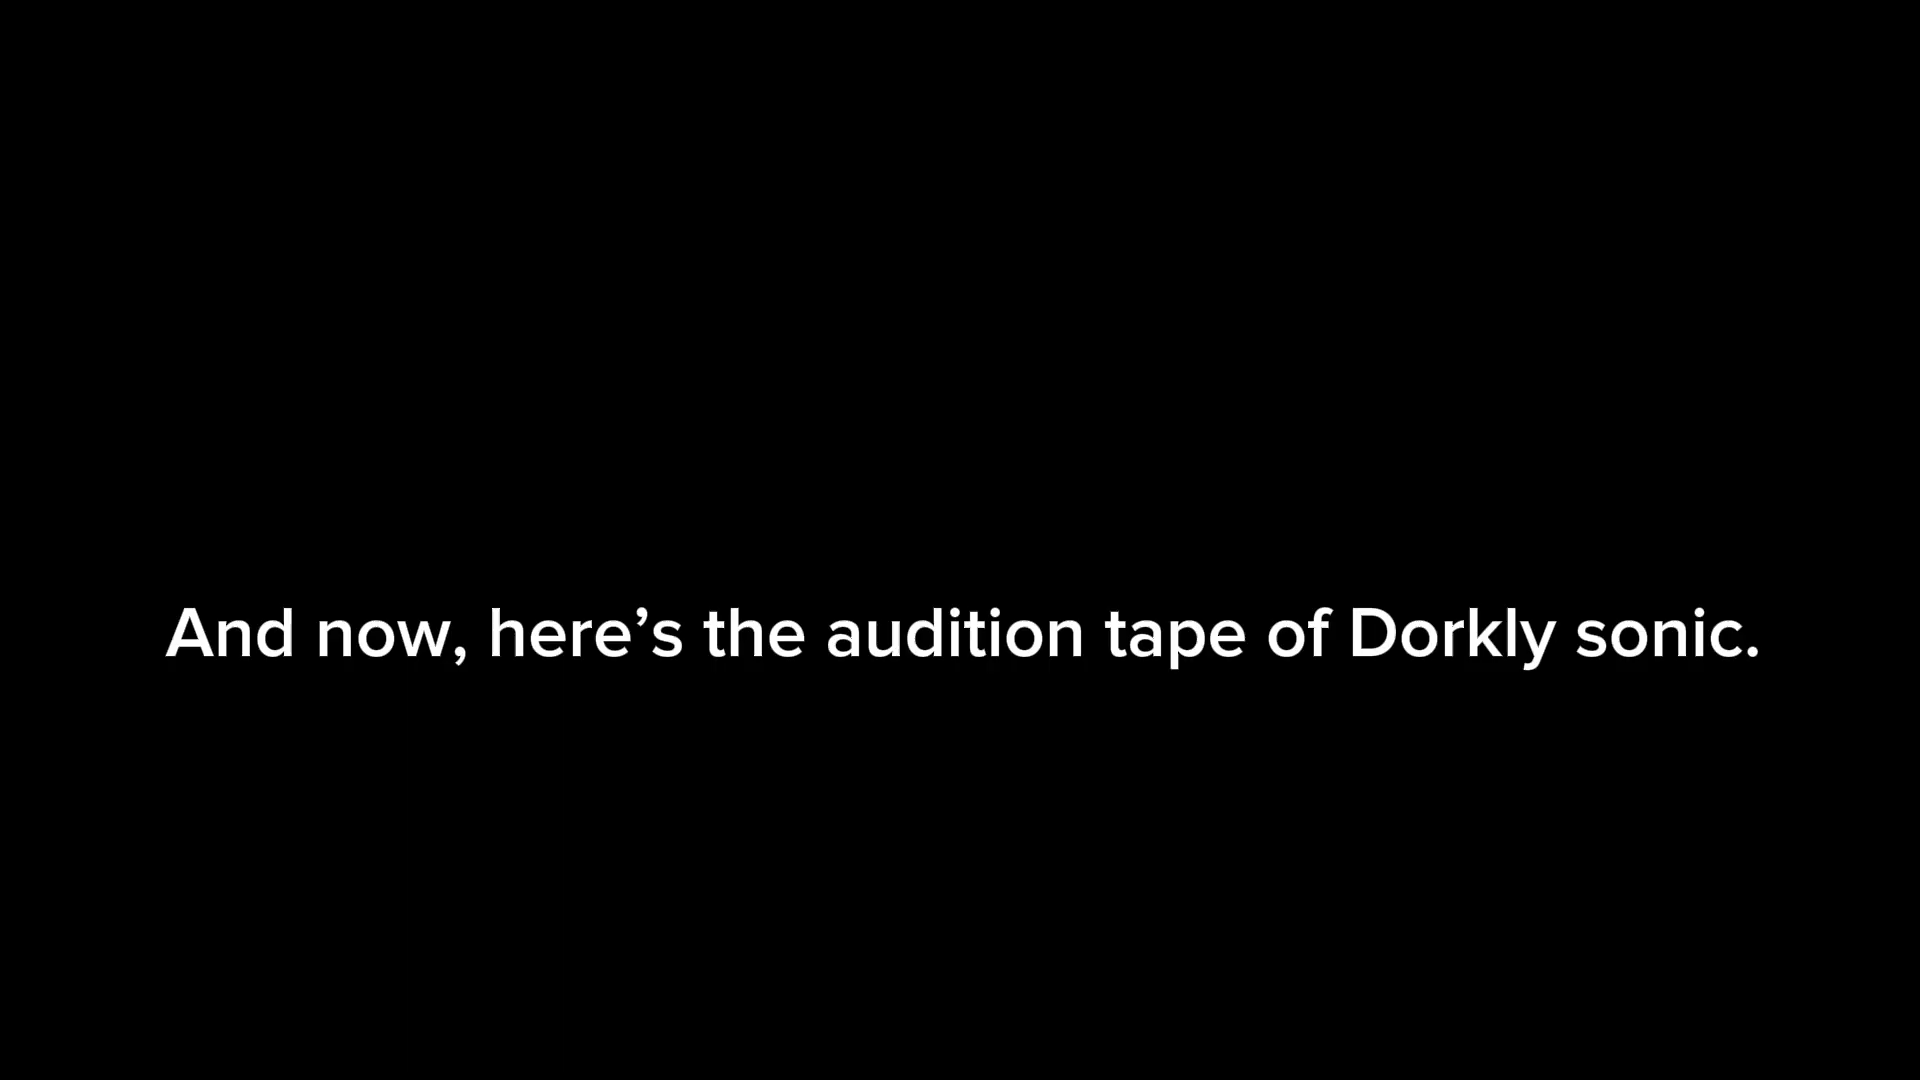 And now, here’s the audition tape of Dorkly sonic.